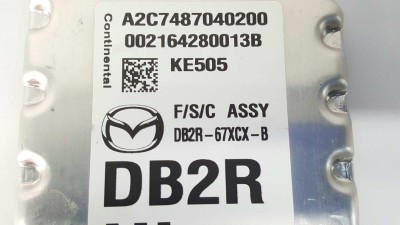 Continental
A2C7487040200
002164280013B
KE505
F/S/C ASSY
DB2R-67XCX-B
DB2R